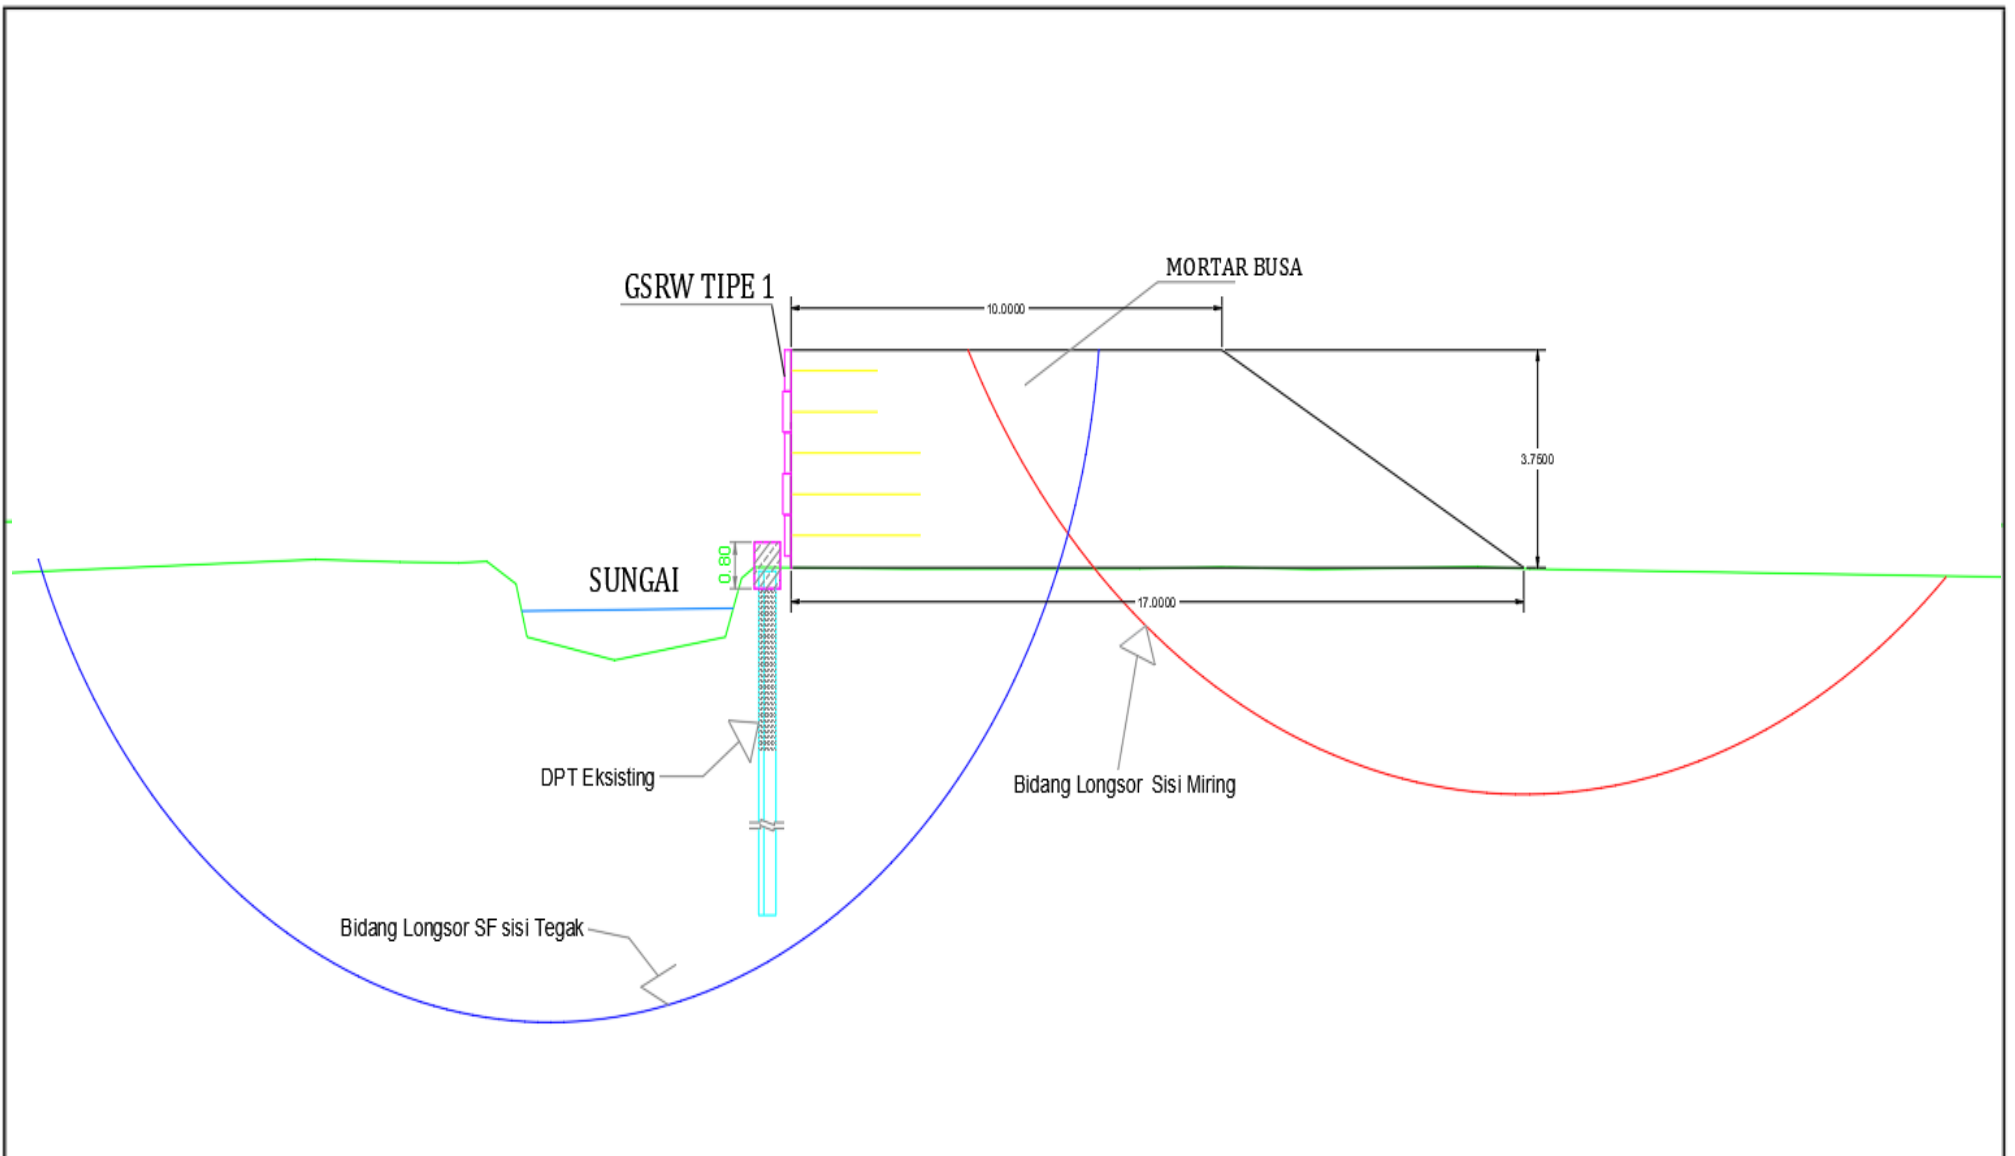 MORTAR BUSA
GSRW TIPE 1
10.0000
3.7500
0.80
SUNGAI
17.0000
DPT Eksisting
Bidang Longsor Sisi Miring
Bidang Longsor SF sisi Tegak